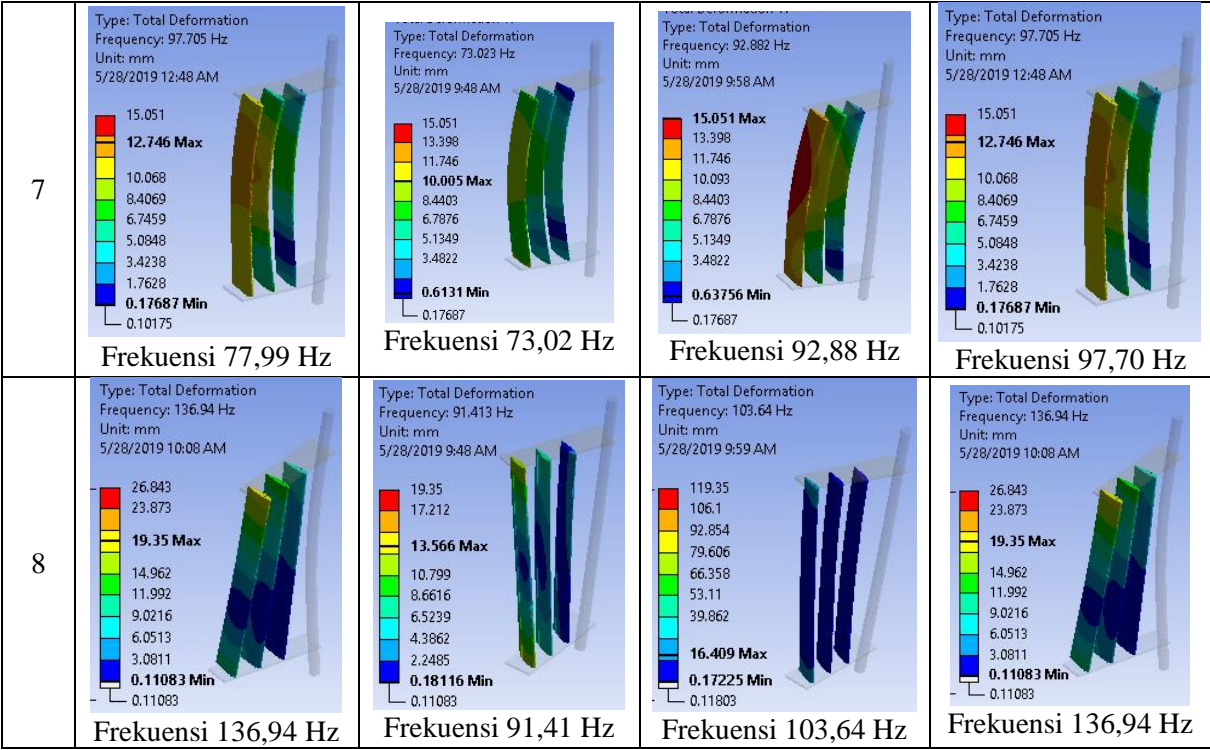 7
Type: Total Deformation
Frequency: 97.705 Hz
Unit: mm
5/28/2019 12:48 AM
15.051
12.746 Max
10.068
8.4069
6.7459
5.0848
3.4238
1.7628
0.17687 Min
0.10175
Frekuensi 77,99 Hz
Type: Total Deformation
Frequency: 73.023 Hz
Unit: mm
5/28/2019 9:48 AM
15.051
13.398
11.746
10.005 Max
8.4403
6.7876
5.1349
3.4822
0.6131 Min
0.17687
Frekuensi 73,02 Hz
Type: Total Deformation
Frequency: 92.882 Hz
Unit: mm
5/28/2019 9:58 AM
15.051 Max
13.398
11.746
10.093
8.4403
6.7876
5.1349
3.4822
0.63756 Min
0.17687
Frekuensi 92,88 Hz
Type: Total Deformation
Frequency: 97.705 Hz
Unit: mm
5/28/2019 12:48 AM
15.051
12.746 Max
10.068
8.4069
6.7459
5.0848
3.4238
1.7628
0.17687 Min
0.10175
Frekuensi 97,70 Hz
8
Type: Total Deformation
Frequency: 136.94 Hz
Unit: mm
5/28/2019 10:08 AM
26.843
23.873
19.35 Max
14.962
11.992
9.0216
6.0513
3.0811
0.11083 Min
0.11083
Frekuensi 136,94 Hz
Type: Total Deformation
Frequency: 91.413 Hz
Unit: mm
5/28/2019 9:48 AM
19.35
17.212
13.566 Max
10.799
8.6616
6.5239
4.3862
2.2485
0.18116 Min
0.11083
Frekuensi 91,41 Hz
Type: Total Deformation
Frequency: 103.64 Hz
Unit: mm
5/28/2019 9:59 AM
119.35
106.1
92.854
79.606
66.358
53.11
39.862
16.409 Max
0.17225 Min
0.11803
Frekuensi 103,64 Hz
Type: Total Deformation
Frequency: 136.94 Hz
Unit: mm
5/28/2019 10:08 AM
26.843
23.873
19.35 Max
14.962
11.992
9.0216
6.0513
3.0811
0.11083 Min
0.11083
Frekuensi 136,94 Hz